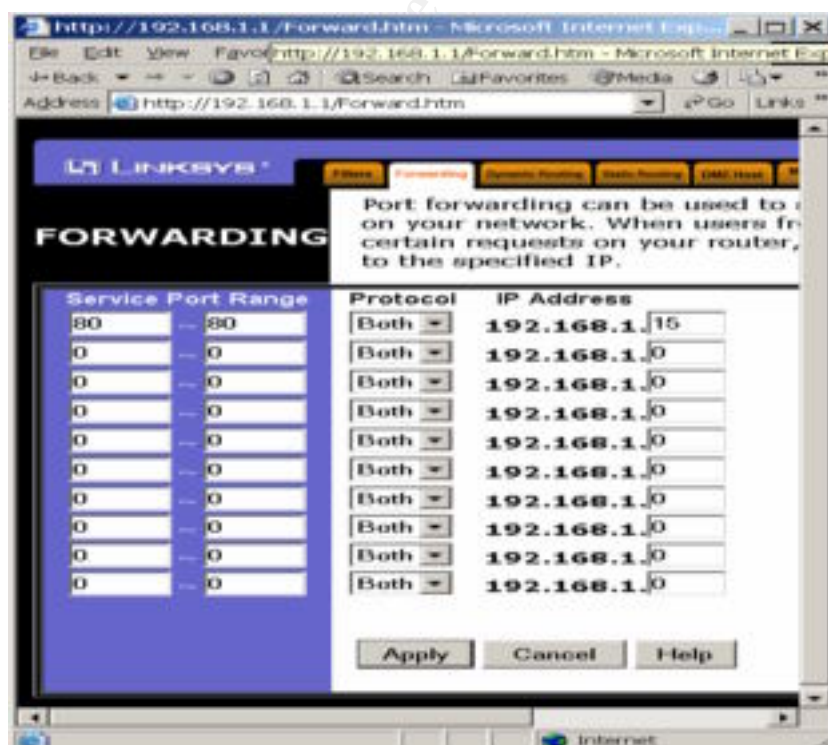 http://192.168.1.1/Forward.htm - Microsoft Internet Exp...
File Edit View Favo http://192.168.1.1/Forward.htm - Microsoft Internet Exp
Back Search Favorites Media
Address http://192.168.1.1/Forward.htm Go Links
LINKSYS®
Filters Forwarding Dynamic Routing Static Routing DMZ Host
FORWARDING
Port forwarding can be used to
on your network. When users fr
certain requests on your router,
to the specified IP.
Service Port Range Protocol IP Address
80 ~ 80 Both 192.168.1.15
0 ~ 0 Both 192.168.1.0
0 ~ 0 Both 192.168.1.0
0 ~ 0 Both 192.168.1.0
0 ~ 0 Both 192.168.1.0
0 ~ 0 Both 192.168.1.0
0 ~ 0 Both 192.168.1.0
0 ~ 0 Both 192.168.1.0
0 ~ 0 Both 192.168.1.0
0 ~ 0 Both 192.168.1.0
Apply Cancel Help
Internet